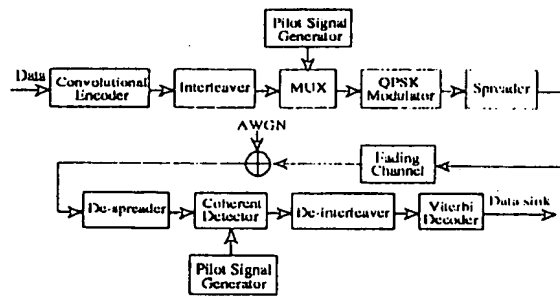 Pilot Signal
Generator
Data
Convolutional
Encoder
Interleaver
MUX
QPSK
Modulator
Spreader
AWGN
Fading
Channel
De-spreader
Coherent
Detector
De-interleaver
Viterbi
Decoder
Data sink
Pilot Signal
Generator